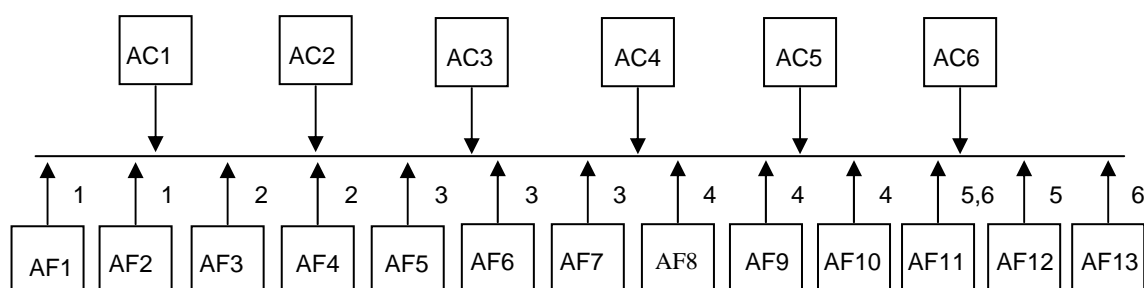 AC1 AC2 AC3 AC4 AC5 AC6
1 1 2 2 3 3 3 4 4 4 5,6 5 6
AF1 AF2 AF3 AF4 AF5 AF6 AF7 AF8 AF9 AF10 AF11 AF12 AF13